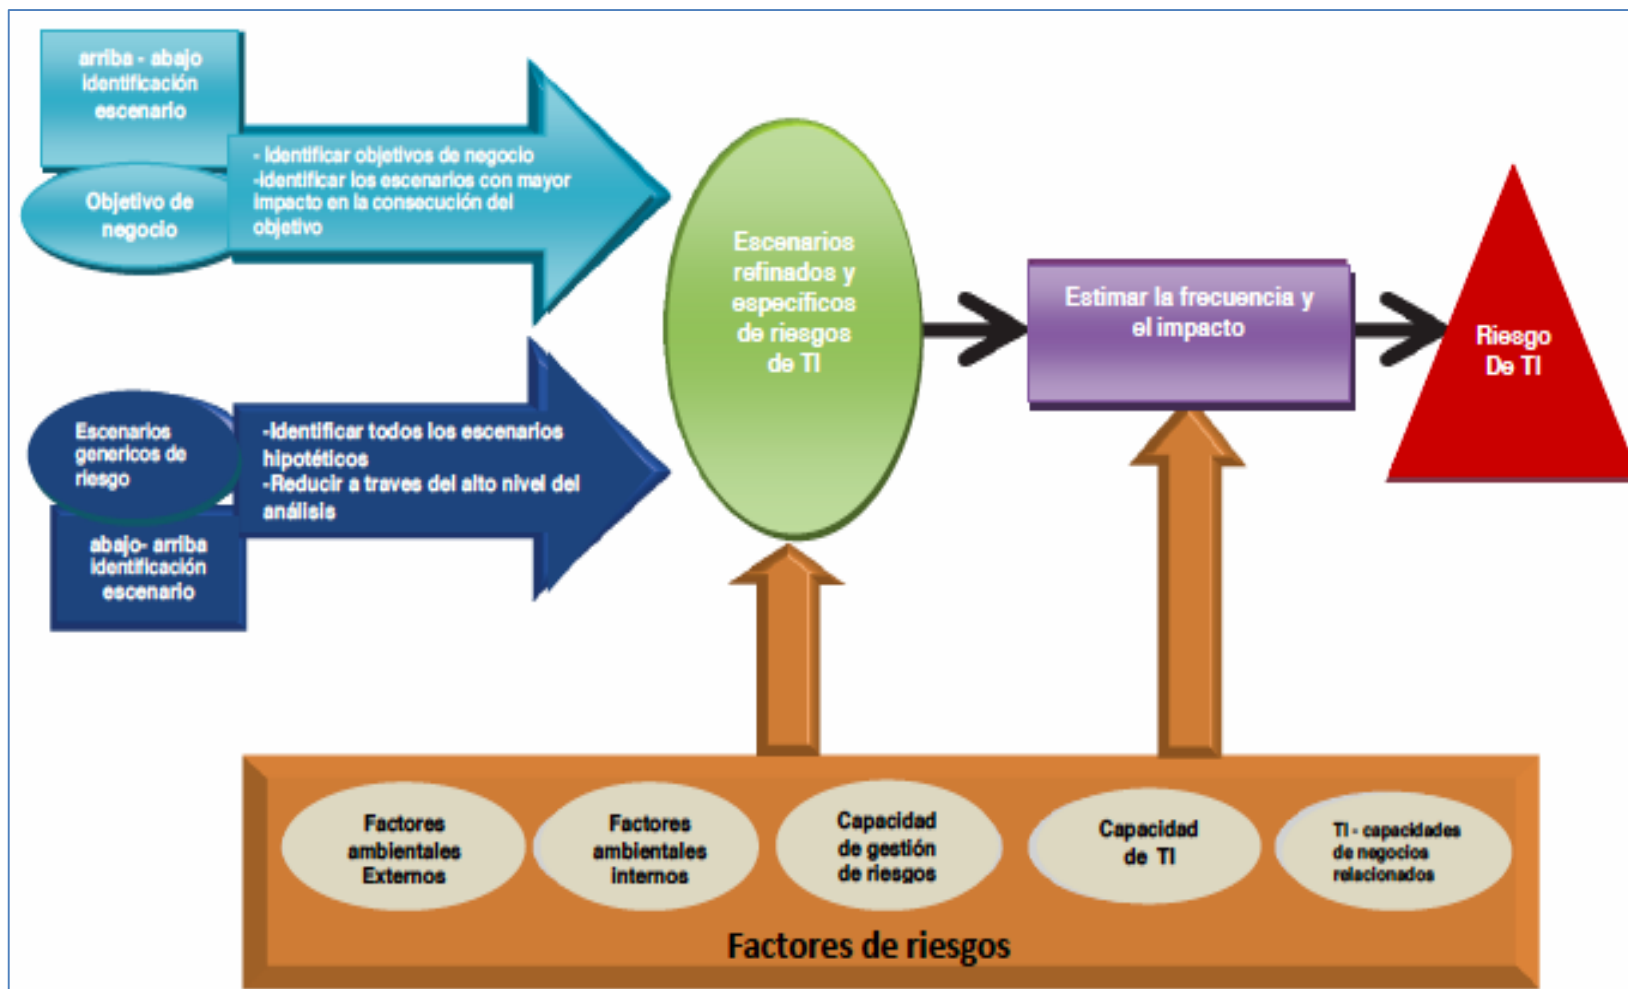 arriba - abajo
identificación
escenario
Objetivo de
negocio
- Identificar objetivos de negocio
-identificar los escenarios con mayor
impacto en la consecución del
objetivo
Escenarios
genericos de
riesgo
abajo- arriba
identificación
escenario
-Identificar todos los escenarios
hipotéticos
-Reducir a traves del alto nivel del
análisis
Escenarios
refinados y
específicos
de riesgos
de TI
Estimar la frecuencia y
el impacto
Riesgo
De TI
Factores
ambientales
Externos
Factores
ambientales
internos
Capacidad
de gestión
de riesgos
Capacidad
de TI
TI - capacidades
de negocios
relacionados
Factores de riesgos